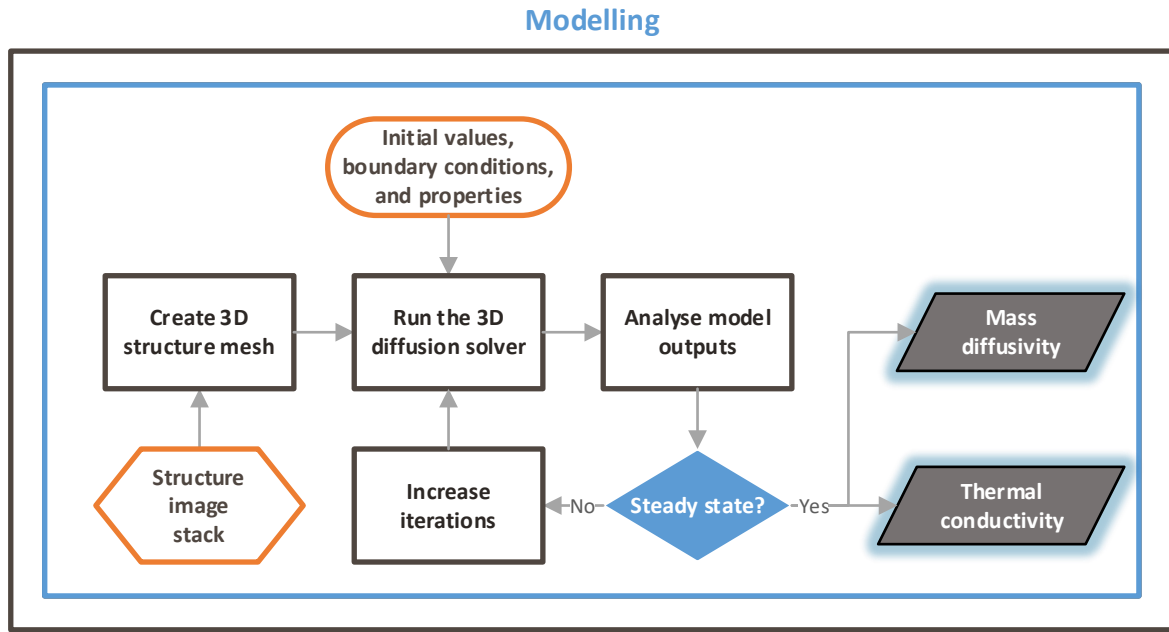 Modelling
Initial values,
boundary conditions,
and properties
Create 3D
structure mesh
Run the 3D
diffusion solver
Analyse model
outputs
Mass
diffusivity
Structure
image
stack
Increase
iterations
No
Steady state?
Yes
Thermal
conductivity